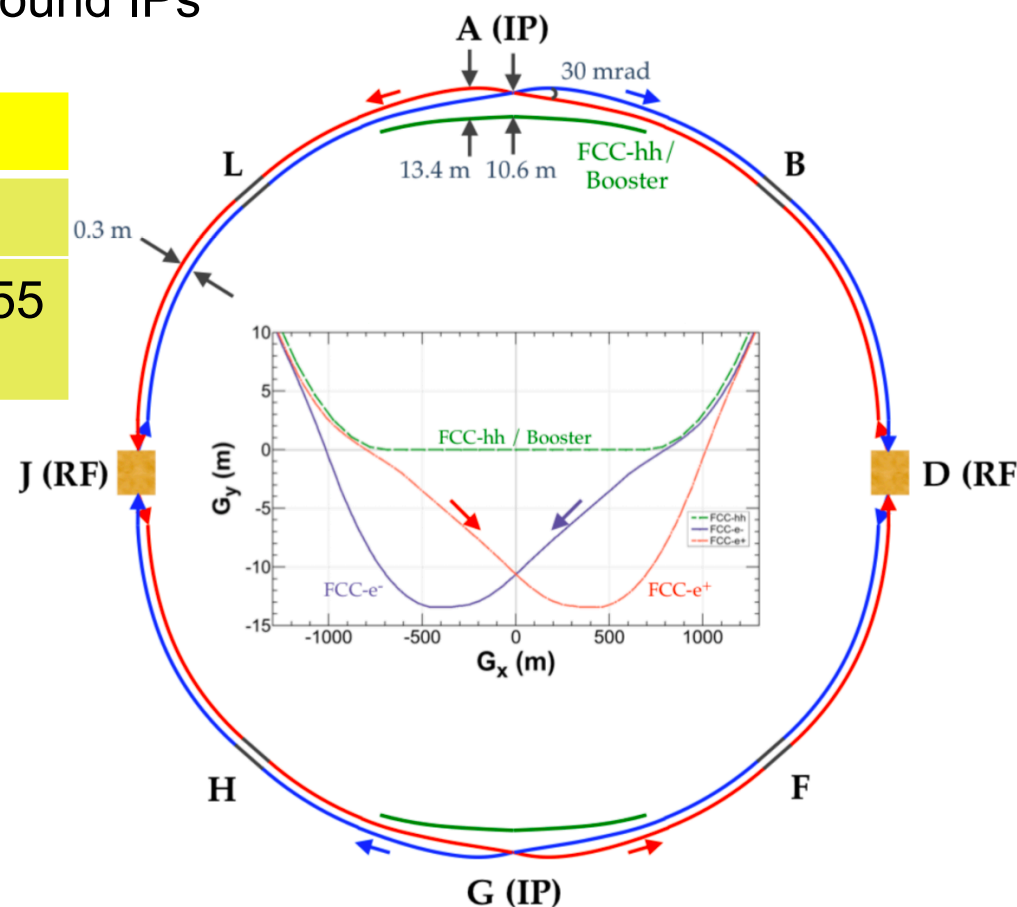 ound IPs
55
A (IP)
30 mrad
13.4 m 10.6 m
FCC-hh/
Booster
L
B
0.3 m
10
5
0
-5
-10
-15
FCC-hh / Booster
FCC-hh
FCC-e-
FCC-e+
FCC-e-
FCC-e+
-1000 -500 0 500 1000
Gy (m)
Gx (m)
J (RF)
D (RF
H
F
G (IP)